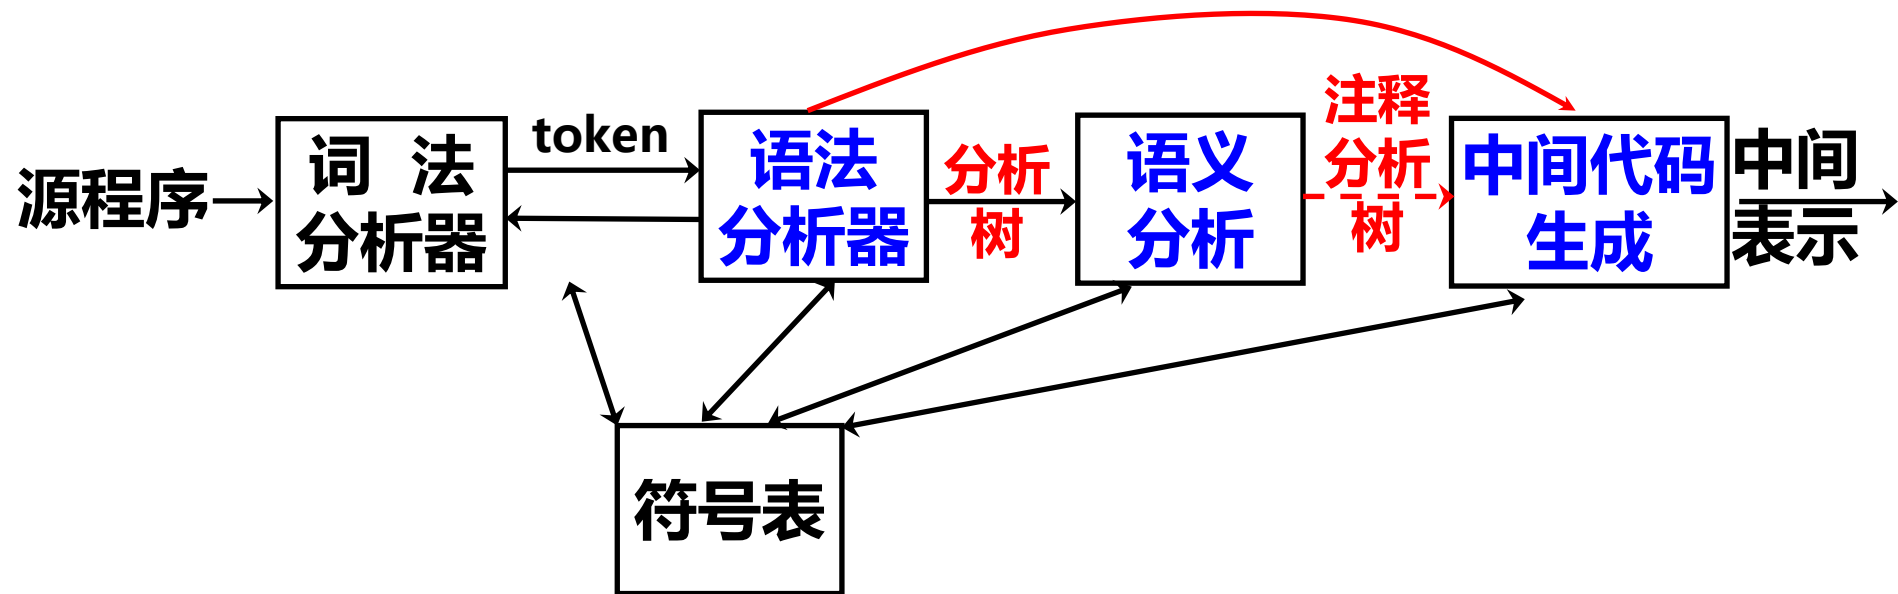 源程序
词 法
分析器
token
语法
分析器
分析
树
语义
分析
注释
分析
树
中间代码
生成
中间
表示
符号表